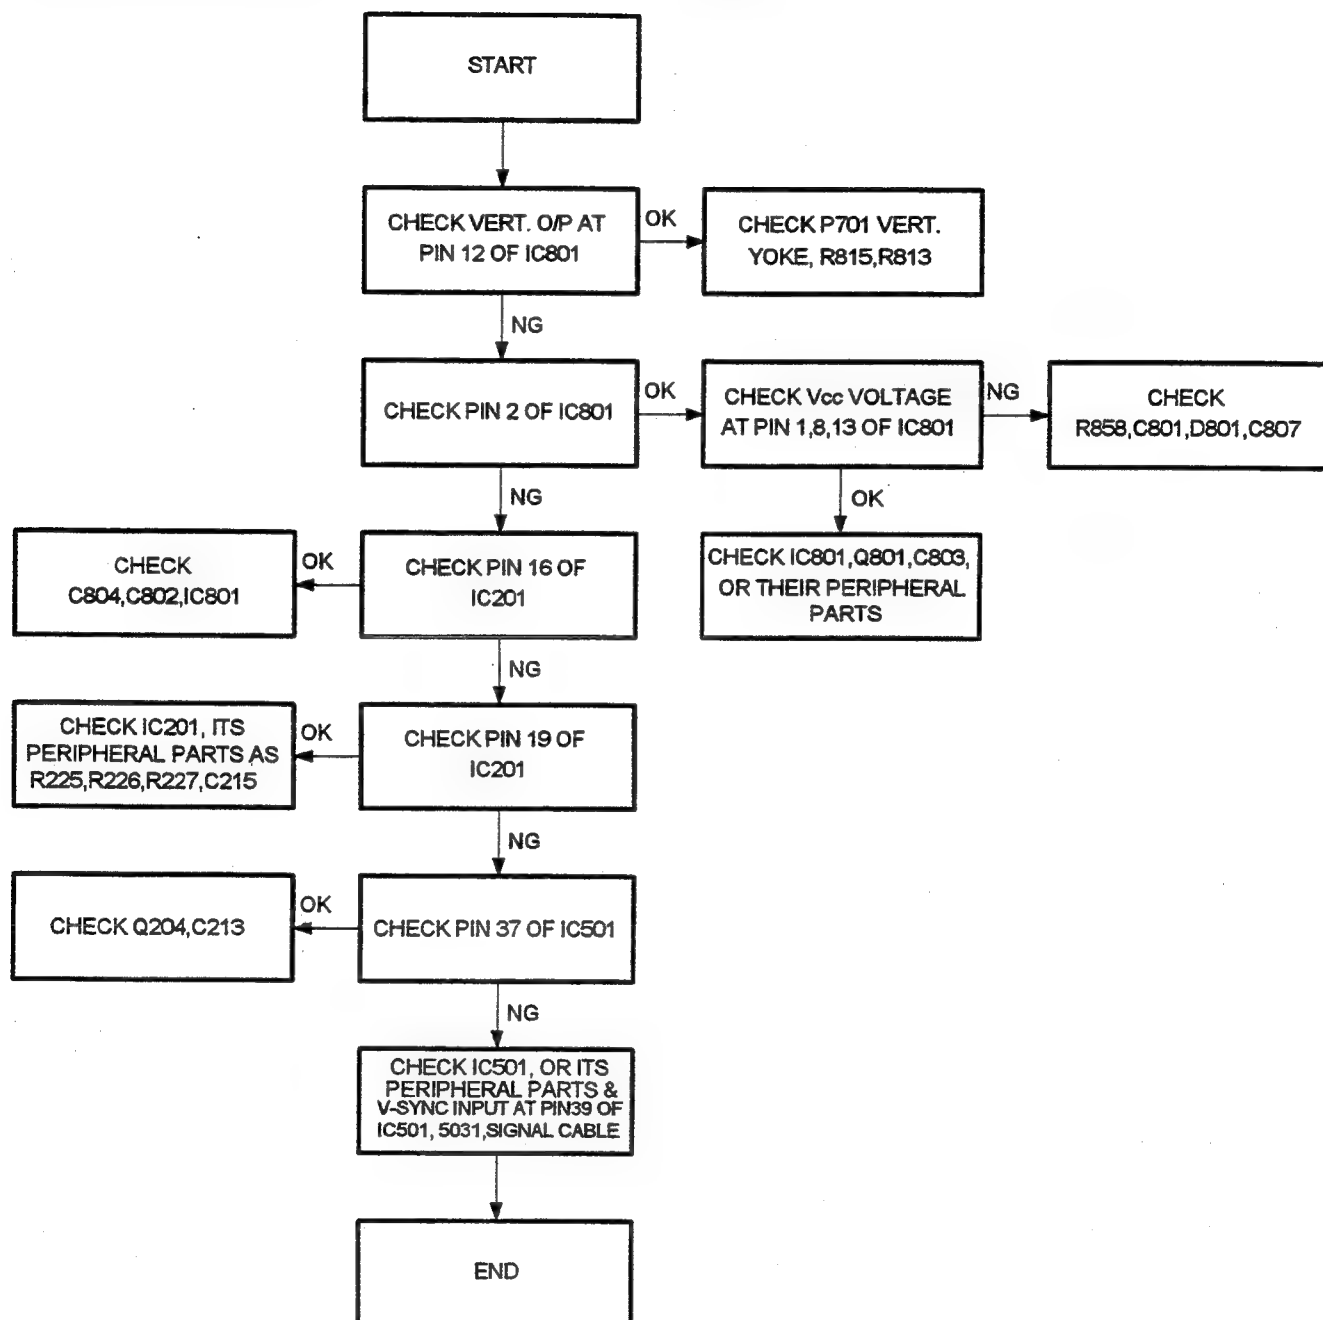 START
CHECK VERT. O/P AT
PIN 12 OF IC801
OK
CHECK P701 VERT.
YOKE, R815,R813
NG
CHECK PIN 2 OF IC801
OK
CHECK Vcc VOLTAGE
AT PIN 1,8,13 OF IC801
NG
CHECK
R858,C801,D801,C807
NG
OK
CHECK IC801,Q801,C803,
OR THEIR PERIPHERAL
PARTS
CHECK PIN 16 OF
IC201
OK
CHECK
C804,C802,IC801
NG
CHECK PIN 19 OF
IC201
OK
CHECK IC201, ITS
PERIPHERAL PARTS AS
R225,R226,R227,C215
NG
CHECK PIN 37 OF IC501
OK
CHECK Q204,C213
NG
CHECK IC501, OR ITS
PERIPHERAL PARTS &
V-SYNC INPUT AT PIN39 OF
IC501, 5031,SIGNAL CABLE
END